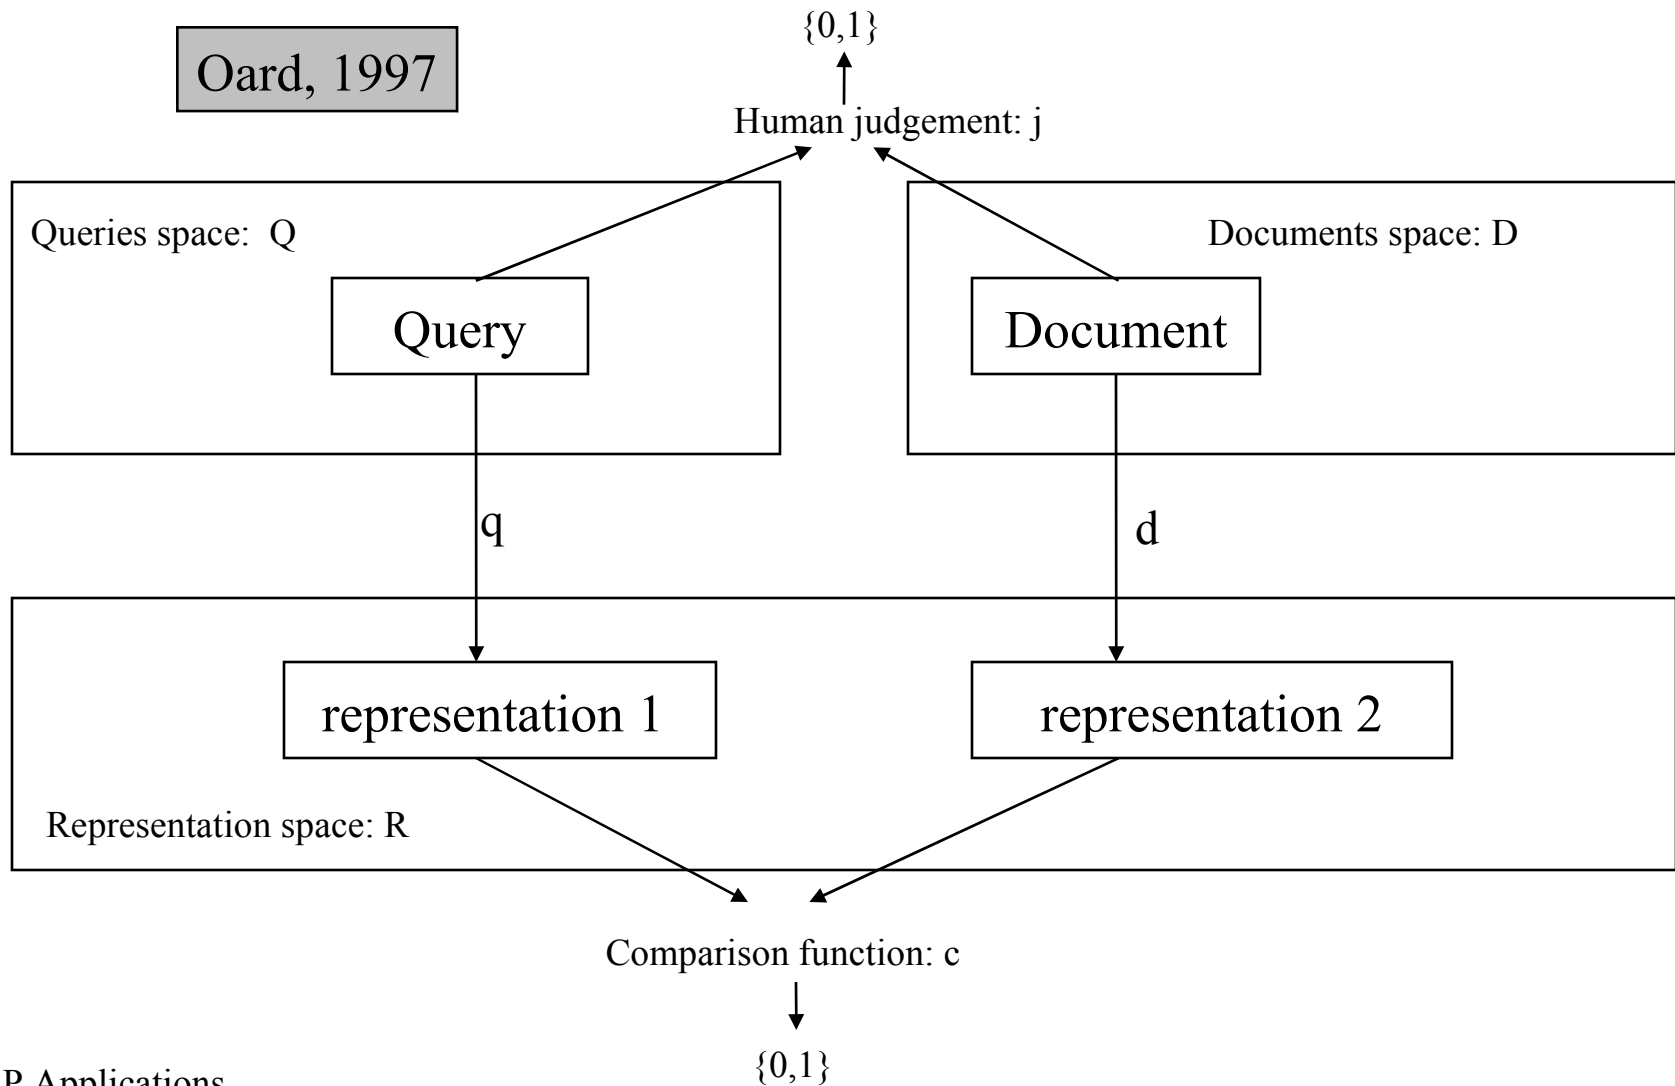 {0,1}
Oard, 1997
Human judgement: j
Queries space: Q
Documents space: D
Query
Document
q
d
representation 1
representation 2
Representation space: R
Comparison function: c
{0,1}
P Applications